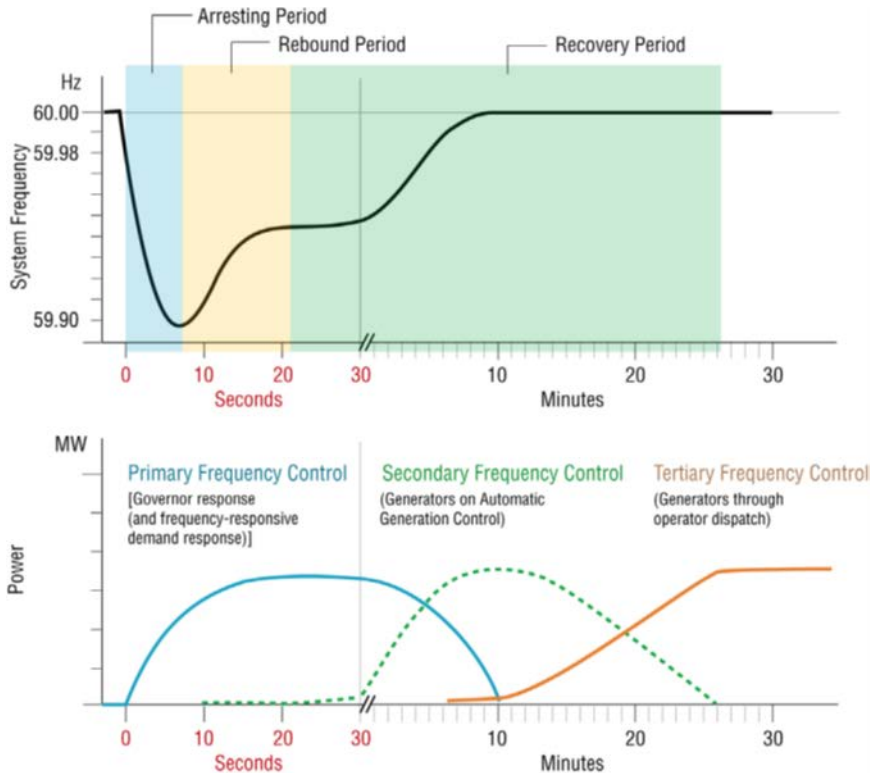 Arresting Period
Rebound Period
Recovery Period
Hz
60.00
59.98
59.90
System Frequency
0 10 20 30 10 20 30
Seconds Minutes
MW
Primary Frequency Control
[Governor response
(and frequency-responsive
demand response)]
Secondary Frequency Control
(Generators on Automatic
Generation Control)
Tertiary Frequency Control
(Generators through
operator dispatch)
Power
0 10 20 30 10 20 30
Seconds Minutes